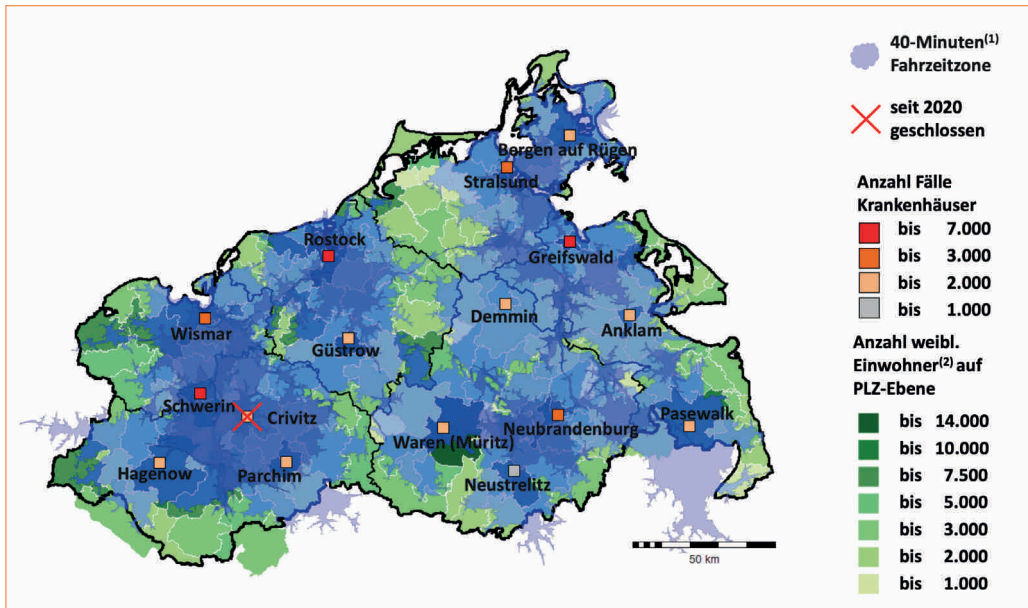 40-Minuten(1)
Fahrzeitzone
seit 2020
geschlossen
Anzahl Fälle
Krankenhäuser
bis 7.000
bis 3.000
bis 2.000
bis 1.000
Anzahl weibl.
Einwohner(2) auf
PLZ-Ebene
bis 14.000
bis 10.000
bis 7.500
bis 5.000
bis 3.000
bis 2.000
bis 1.000
Bergen auf Rügen
Stralsund
Rostock
Greifswald
Demmin
Anklam
Wismar
Güstrow
Schwerin
Crivitz
Waren (Müritz)
Neubrandenburg
Pasewalk
Hagenow
Parchim
Neustrelitz
50 km